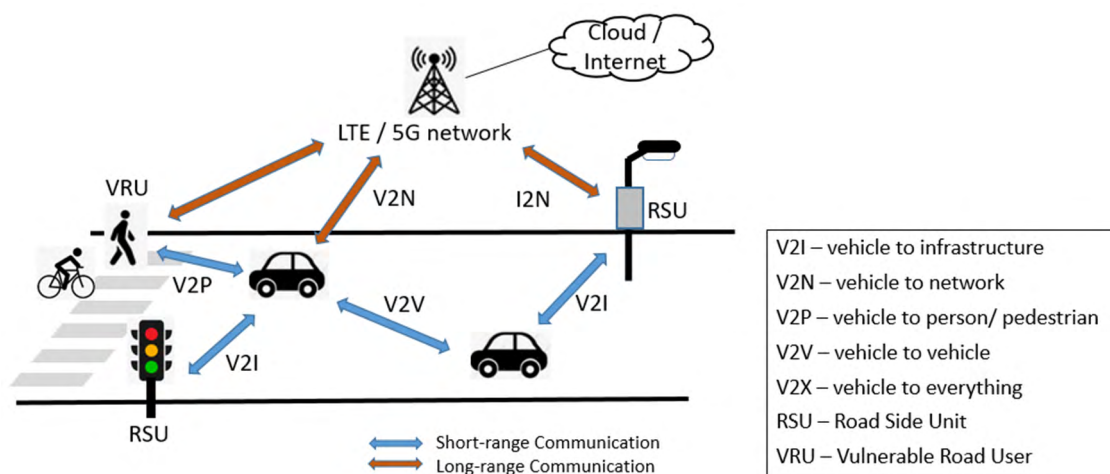 Cloud /
Internet
LTE / 5G network
VRU
V2N
I2N
RSU
V2P
V2V
V2I
V2I
RSU
Short-range Communication
Long-range Communication
V2I – vehicle to infrastructure
V2N – vehicle to network
V2P – vehicle to person/ pedestrian
V2V – vehicle to vehicle
V2X – vehicle to everything
RSU – Road Side Unit
VRU – Vulnerable Road User